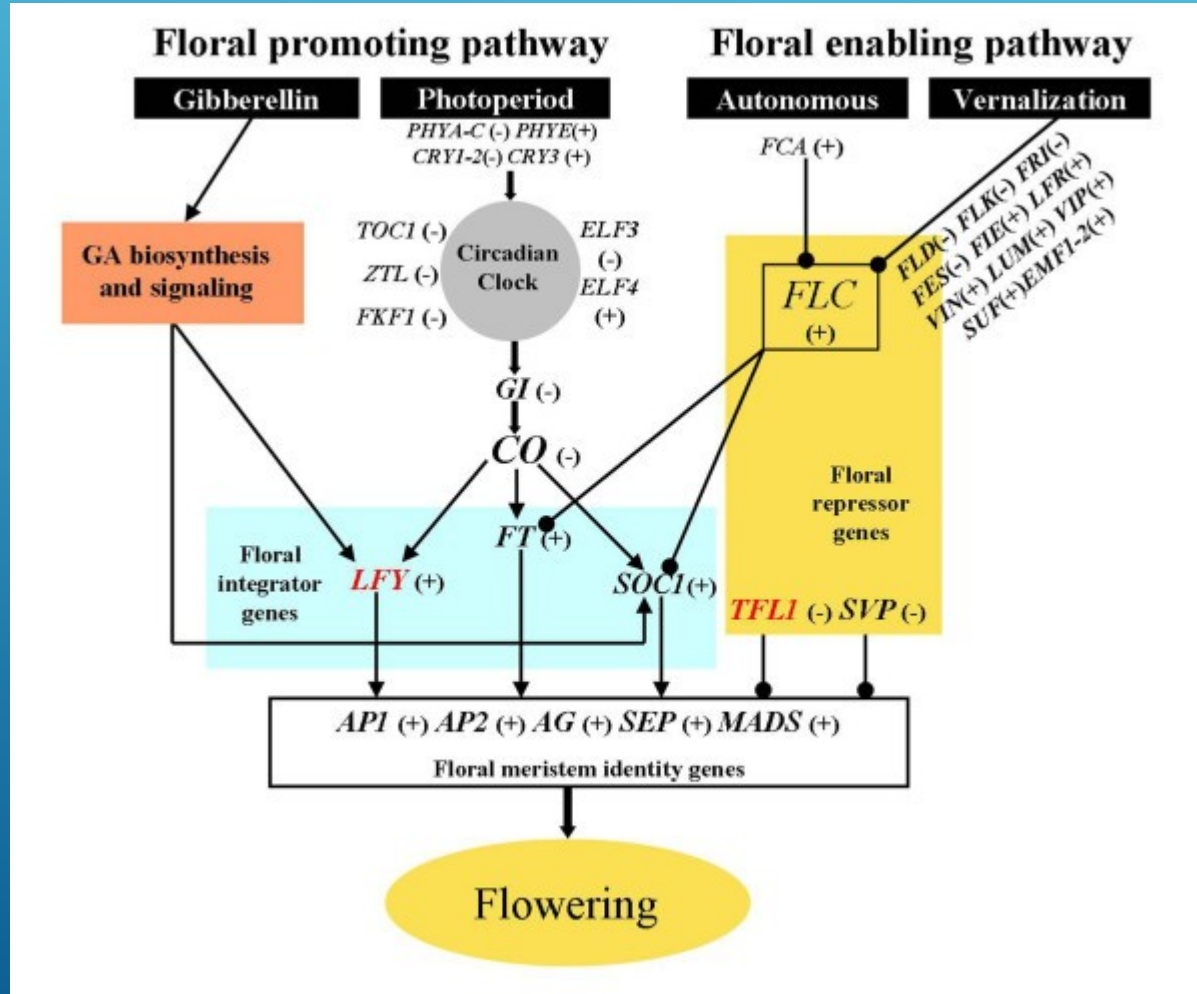 Floral promoting pathway
Floral enabling pathway
Gibberellin
Photoperiod
Autonomous
Vernalization
PHYA-C (-) PHYE(+)
CRY1-2(-) CRY3 (+)
FCA (+)
FLD(-) FLK(-) FRI(-)
FES(-) FIE(+) LFR(+)
VIN(+) LUM(+) VIP(+)
SUF(+)EMF1-2(+)
GA biosynthesis
and signaling
TOC1 (-)
ZTL (-)
FKF1 (-)
Circadian
Clock
ELF3
(-)
ELF4
(+)
FLC
(+)
GI (-)
CO (-)
Floral
integrator
genes
LFY (+)
FT (+)
SOC1(+)
Floral
repressor
genes
TFL1 (-) SVP (-)
AP1 (+) AP2 (+) AG (+) SEP (+) MADS (+)
Floral meristem identity genes
Flowering